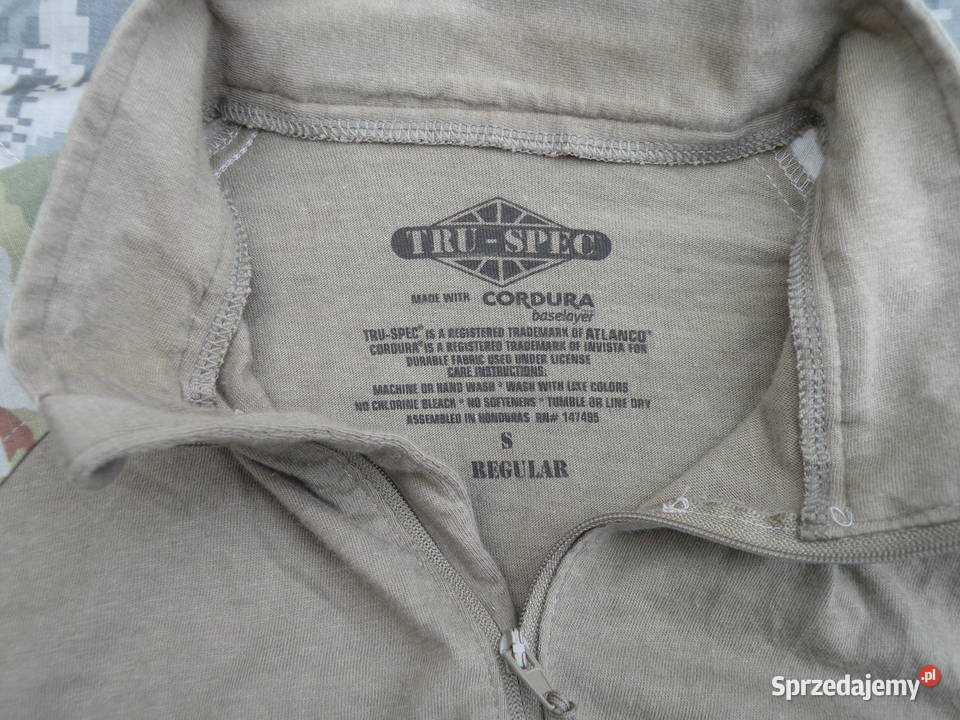 TRU-SPEC
MADE WITH CORDURA
baselayer
TRU-SPEC® IS A REGISTERED TRADEMARK OF ATLANCO®
CORDURA® IS A REGISTERED TRADEMARK OF INVISTA FOR
DURABLE FABRIC USED UNDER LICENSE
CARE INSTRUCTIONS:
MACHINE OR HAND WASH * WASH WITH LIKE COLORS
NO CHLORINE BLEACH * NO SOFTENERS * TUMBLE OR LINE DRY
ASSEMBLED IN HONDURAS RN# 147495
S
REGULAR
Sprzedajemy.pl